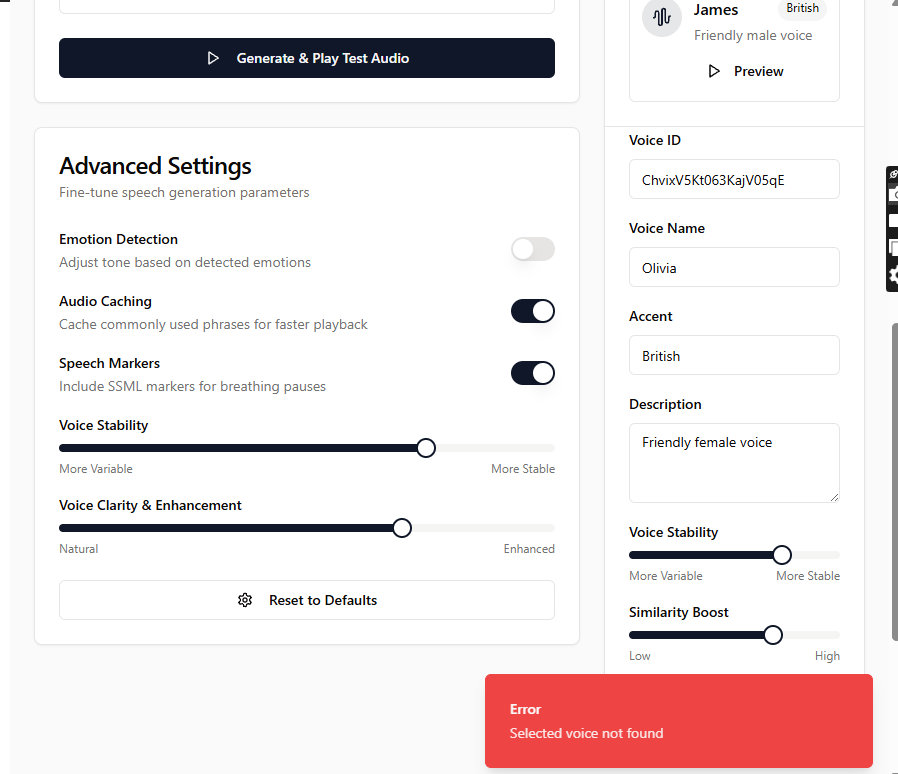 Generate & Play Test Audio
Advanced Settings
Fine-tune speech generation parameters
Emotion Detection
Adjust tone based on detected emotions
Audio Caching
Cache commonly used phrases for faster playback
Speech Markers
Include SSML markers for breathing pauses
Voice Stability
More Variable More Stable
Voice Clarity & Enhancement
Natural Enhanced
Reset to Defaults
James British
Friendly male voice
Preview
Voice ID
ChvixV5Kt063KajV05qE
Voice Name
Olivia
Accent
British
Description
Friendly female voice
Voice Stability
More Variable More Stable
Similarity Boost
Low High
Error
Selected voice not found